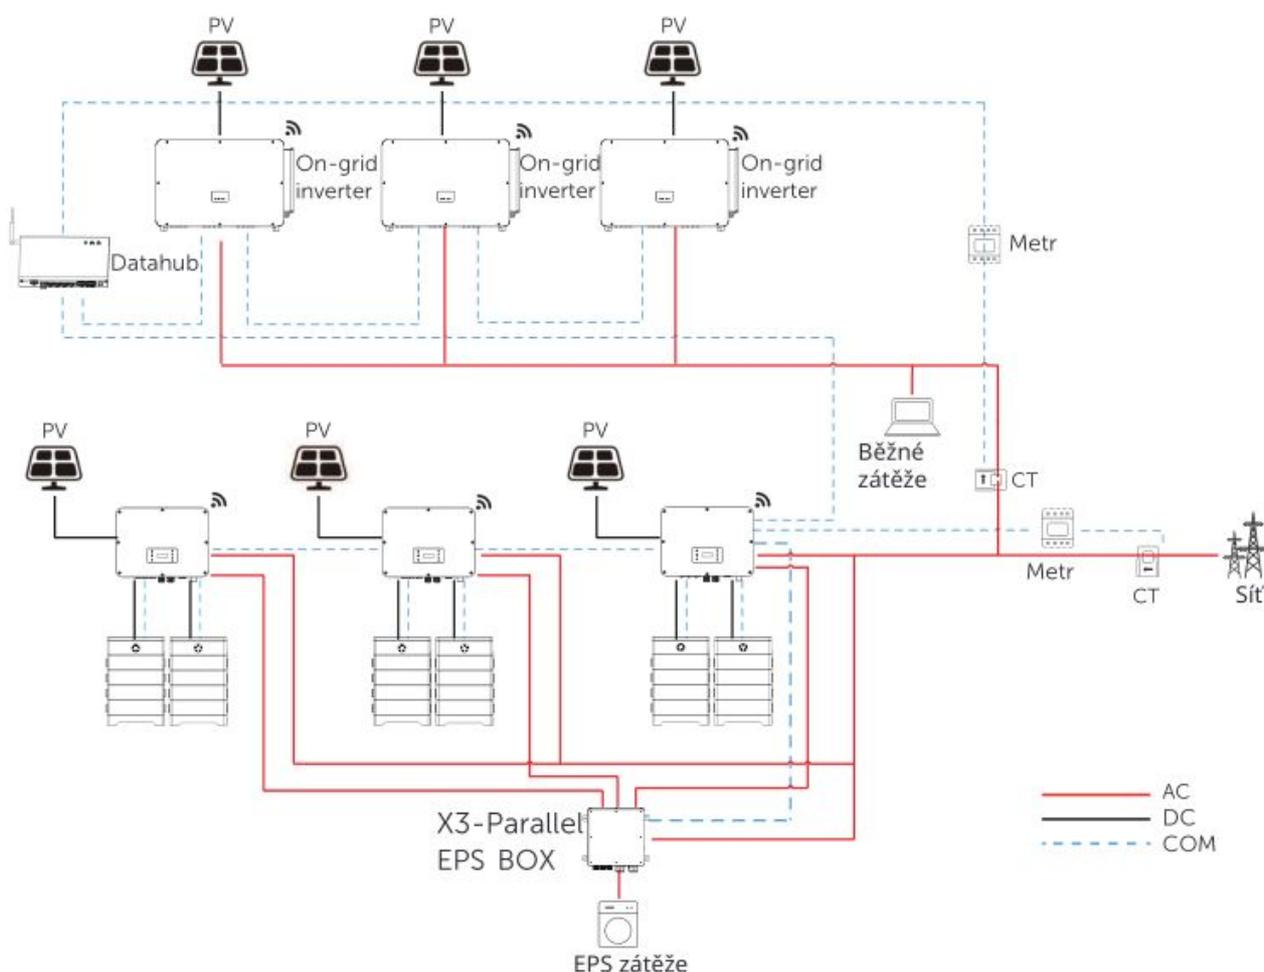 PV
PV
PV
On-grid
inverter
On-grid
inverter
On-grid
inverter
Datahub
Metr
Běžné
zátěže
CT
PV
PV
PV
Metr
CT
Síť
X3-Parallel
EPS BOX
EPS zátěže
AC
DC
COM